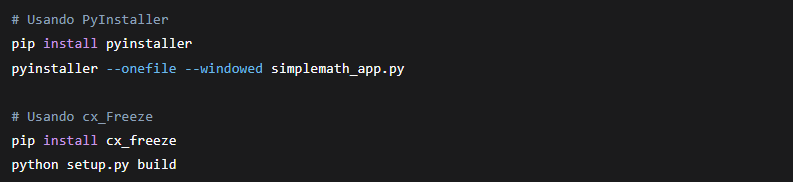 # Usando PyInstaller
pip install pyinstaller
pyinstaller --onefile --windowed simplemath_app.py
# Usando cx_Freeze
pip install cx_freeze
python setup.py build